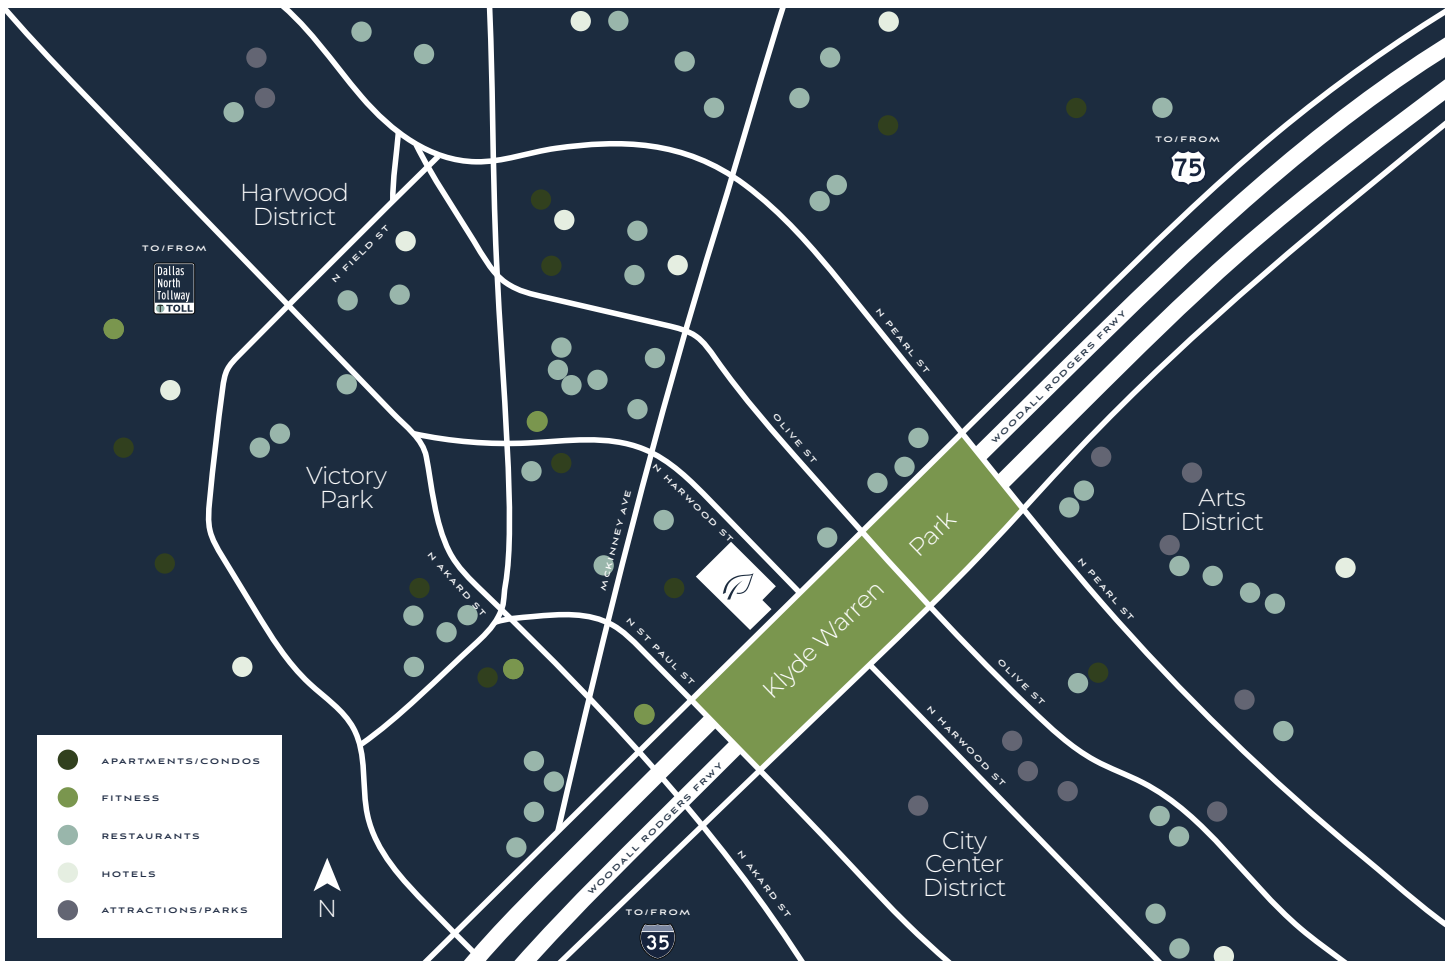 TO/FROM
75
Harwood
District
TO/FROM
Dallas
North
Tollway
TOLL
N FIELD ST
N PEARL ST
WOODALL RODGERS FRWY
OLIVE ST
Victory
Park
N HARWOOD ST
MCKINNEY AVE
Arts
District
Park
Klyde Warren
N AKARD ST
N PEARL ST
N ST PAUL ST
OLIVE ST
N HARWOOD ST
WOODALL RODGERS FRWY
City
Center
District
N AKARD ST
TO/FROM
35
APARTMENTS/CONDOS
FITNESS
RESTAURANTS
HOTELS
ATTRACTIONS/PARKS
N